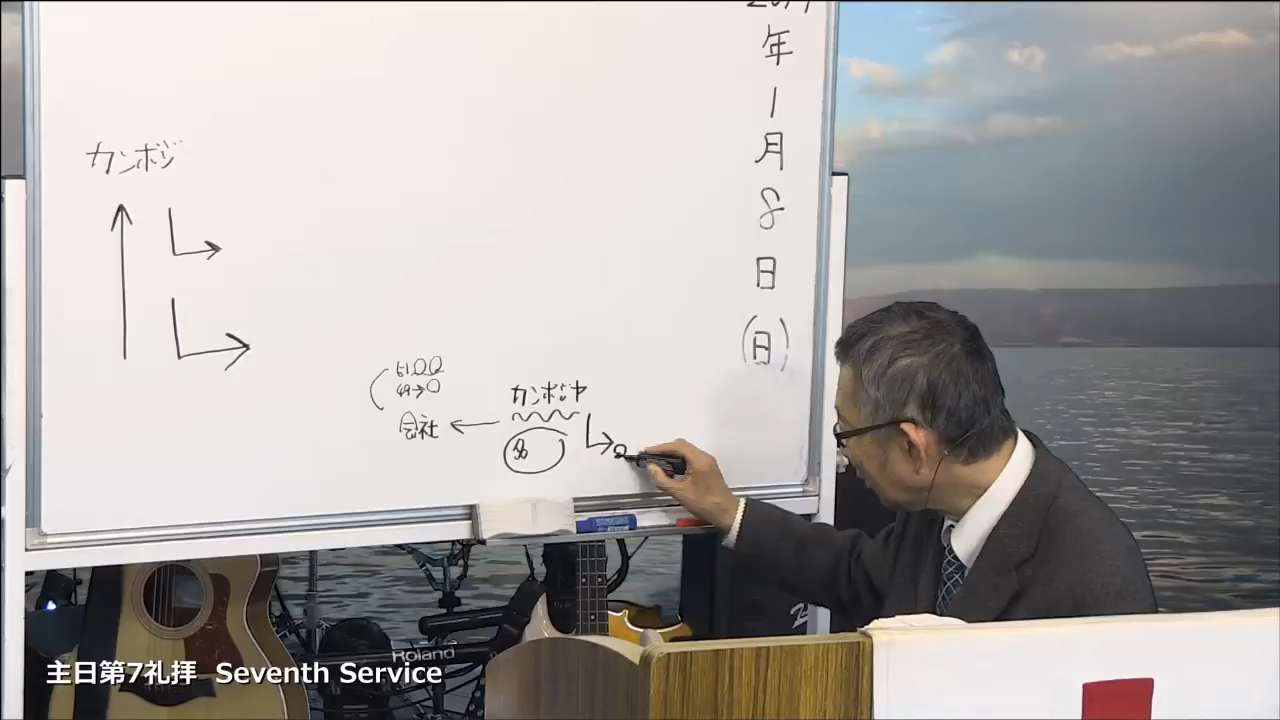 年
1
月
8
日
(日)
カンボジ
カンボジヤ
会社
Roland
主日第7礼拝 Seventh Service